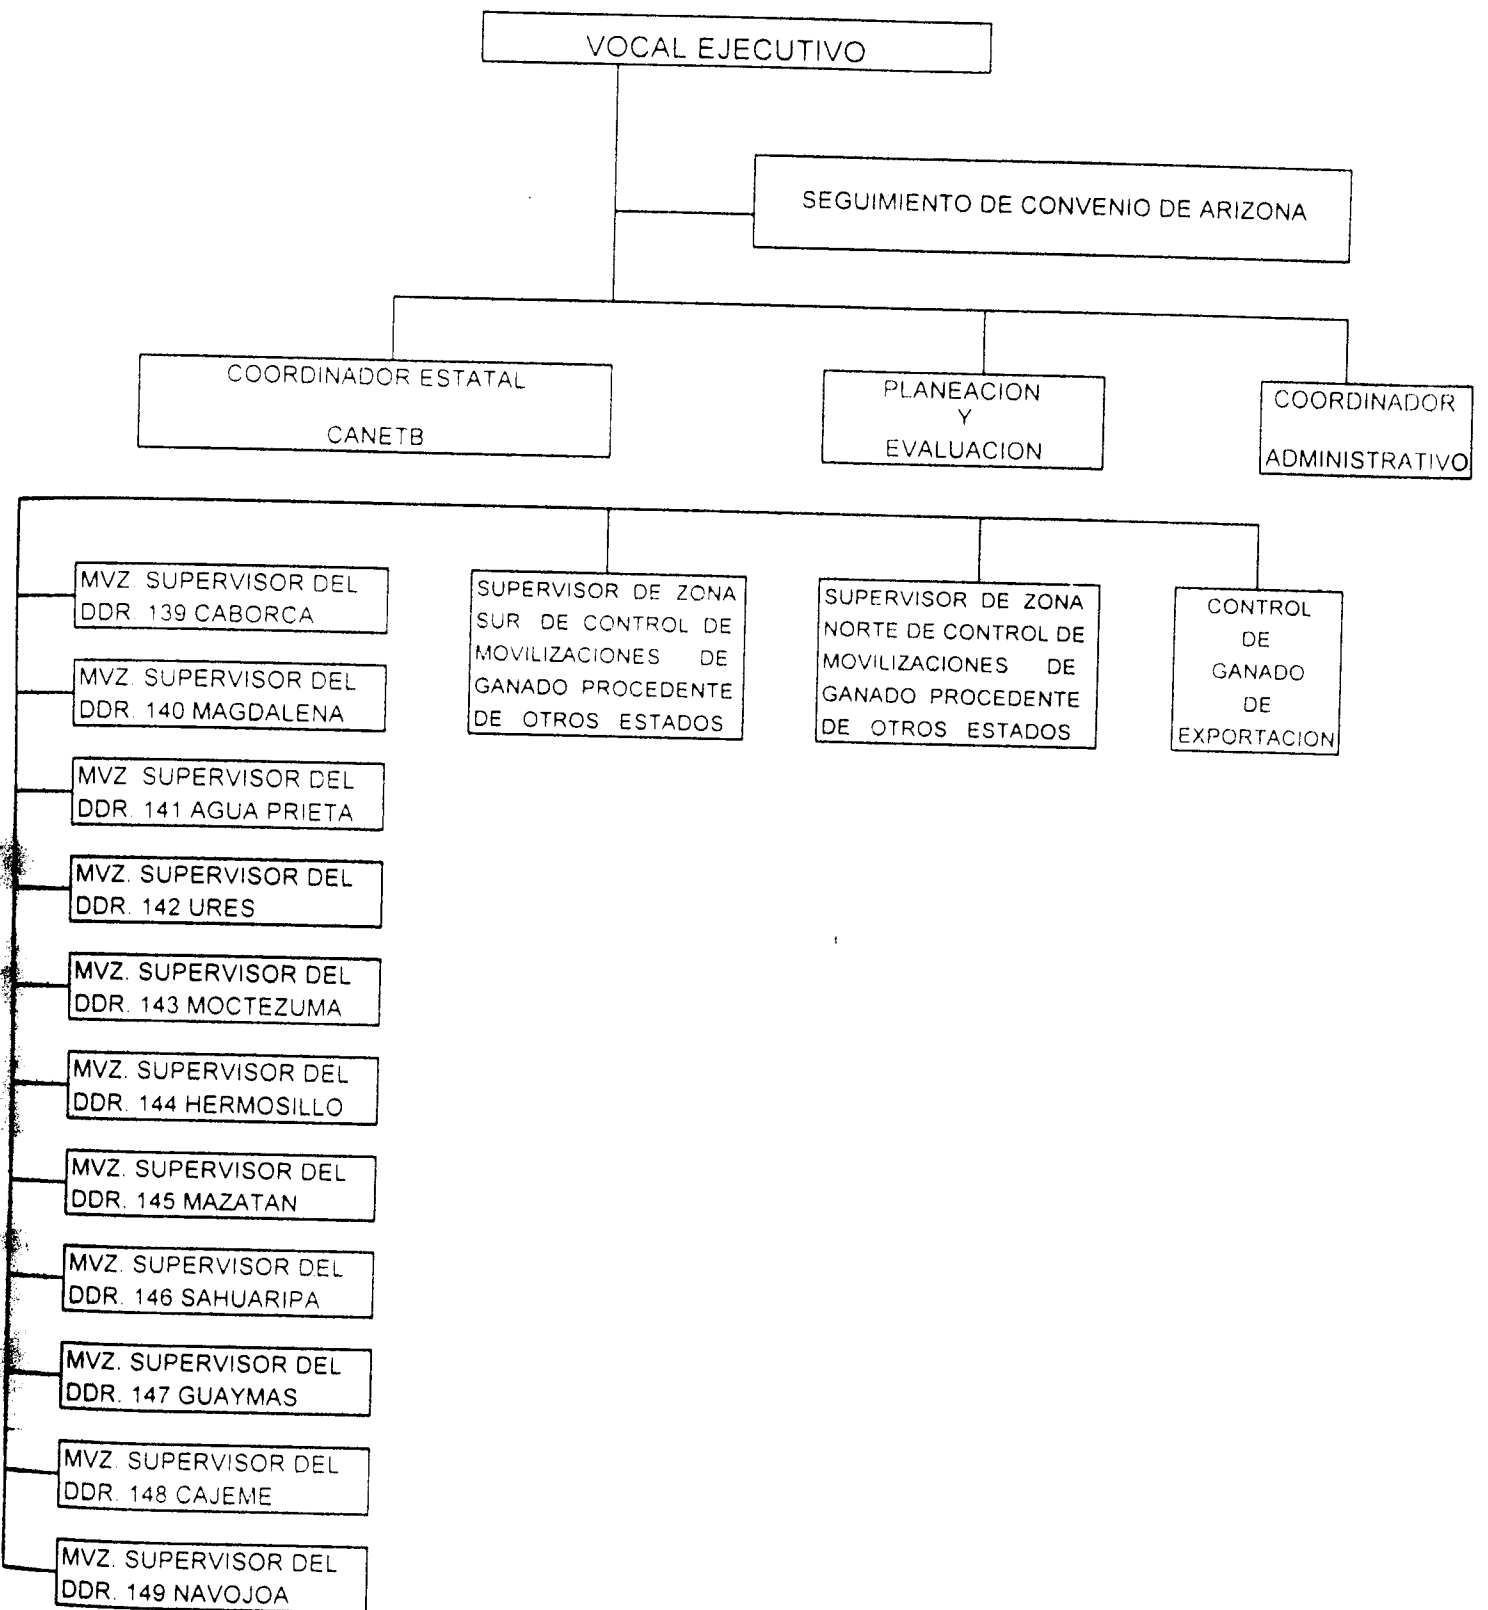 VOCAL EJECUTIVO
SEGUIMIENTO DE CONVENIO DE ARIZONA
COORDINADOR ESTATAL
CANETB
PLANEACION
Y
EVALUACION
COORDINADOR
ADMINISTRATIVO
MVZ. SUPERVISOR DEL
DDR. 139 CABORCA
MVZ. SUPERVISOR DEL
DDR. 140 MAGDALENA
MVZ SUPERVISOR DEL
DDR. 141 AGUA PRIETA
MVZ. SUPERVISOR DEL
DDR. 142 URES
MVZ. SUPERVISOR DEL
DDR. 143 MOCTEZUMA
MVZ. SUPERVISOR DEL
DDR. 144 HERMOSILLO
MVZ. SUPERVISOR DEL
DDR. 145 MAZATAN
MVZ. SUPERVISOR DEL
DDR. 146 SAHUARIPA
MVZ. SUPERVISOR DEL
DDR. 147 GUAYMAS
MVZ. SUPERVISOR DEL
DDR. 148 CAJEME
MVZ. SUPERVISOR DEL
DDR. 149 NAVOJOA
SUPERVISOR DE ZONA
SUR DE CONTROL DE
MOVILIZACIONES DE
GANADO PROCEDENTE
DE OTROS ESTADOS
SUPERVISOR DE ZONA
NORTE DE CONTROL DE
MOVILIZACIONES DE
GANADO PROCEDENTE
DE OTROS ESTADOS
CONTROL
DE
GANADO
DE
EXPORTACION